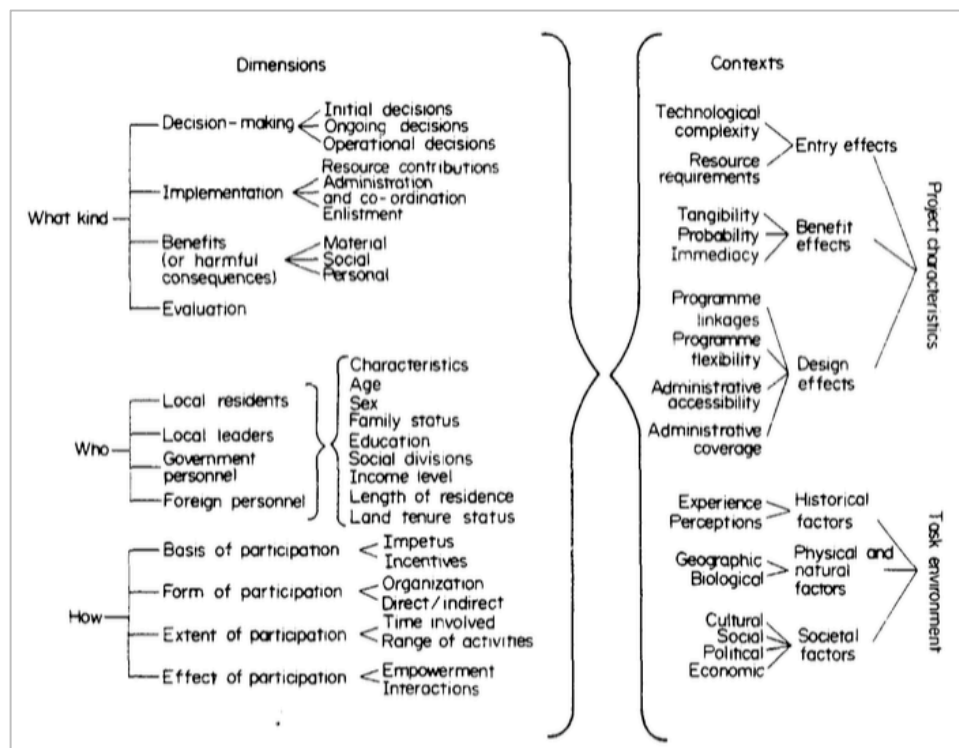 Dimensions
What kind
Decision-making
Initial decisions
Ongoing decisions
Operational decisions
Implementation
Resource contributions
Administration
and co-ordination
Enlistment
Benefits
(or harmful
consequences)
Material
Social
Personal
Evaluation
Who
Local residents
Local leaders
Government
personnel
Foreign personnel
Characteristics
Age
Sex
Family status
Education
Social divisions
Income level
Length of residence
Land tenure status
How
Basis of participation
Impetus
Incentives
Form of participation
Organization
Direct/indirect
Extent of participation
Time involved
Range of activities
Effect of participation
Empowerment
Interactions
Contexts
Technological
complexity
Resource
requirements
Entry effects
Tangibility
Probability
Immediacy
Benefit
effects
Programme
linkages
Programme
flexibility
Administrative
accessibility
Administrative
coverage
Design
effects
Project characteristics
Experience
Perceptions
Historical
factors
Geographic
Biological
Physical and
natural
factors
Cultural
Social
Political
Economic
Societal
factors
Task environment